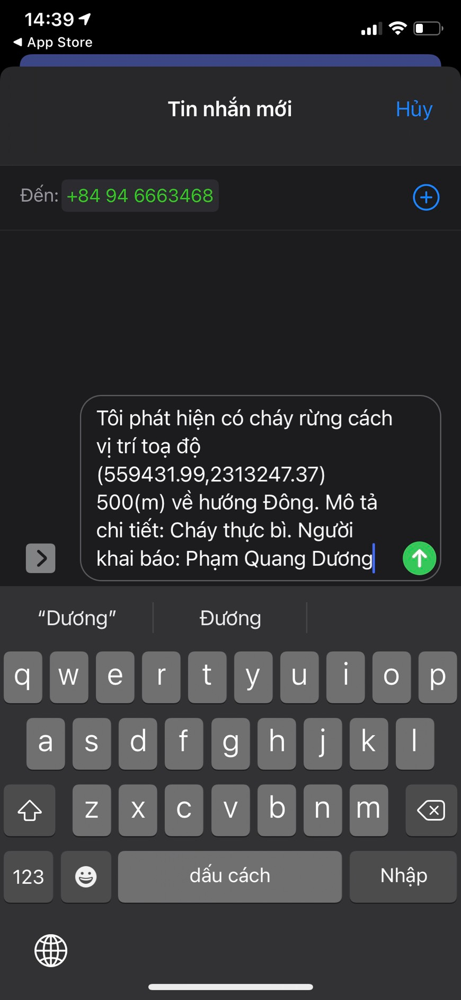 14:39
◀ App Store
Tin nhắn mới
Hủy
Đến: +84 94 6663468
Tôi phát hiện có cháy rừng cách
vị trí toạ độ
(559431.99,2313247.37)
500(m) về hướng Đông. Mô tả
chi tiết: Cháy thực bì. Người
khai báo: Phạm Quang Dương
“Dương” Đương
q w e r t y u i o p
a s d f g h j k l
z x c v b n m
123 dấu cách Nhập